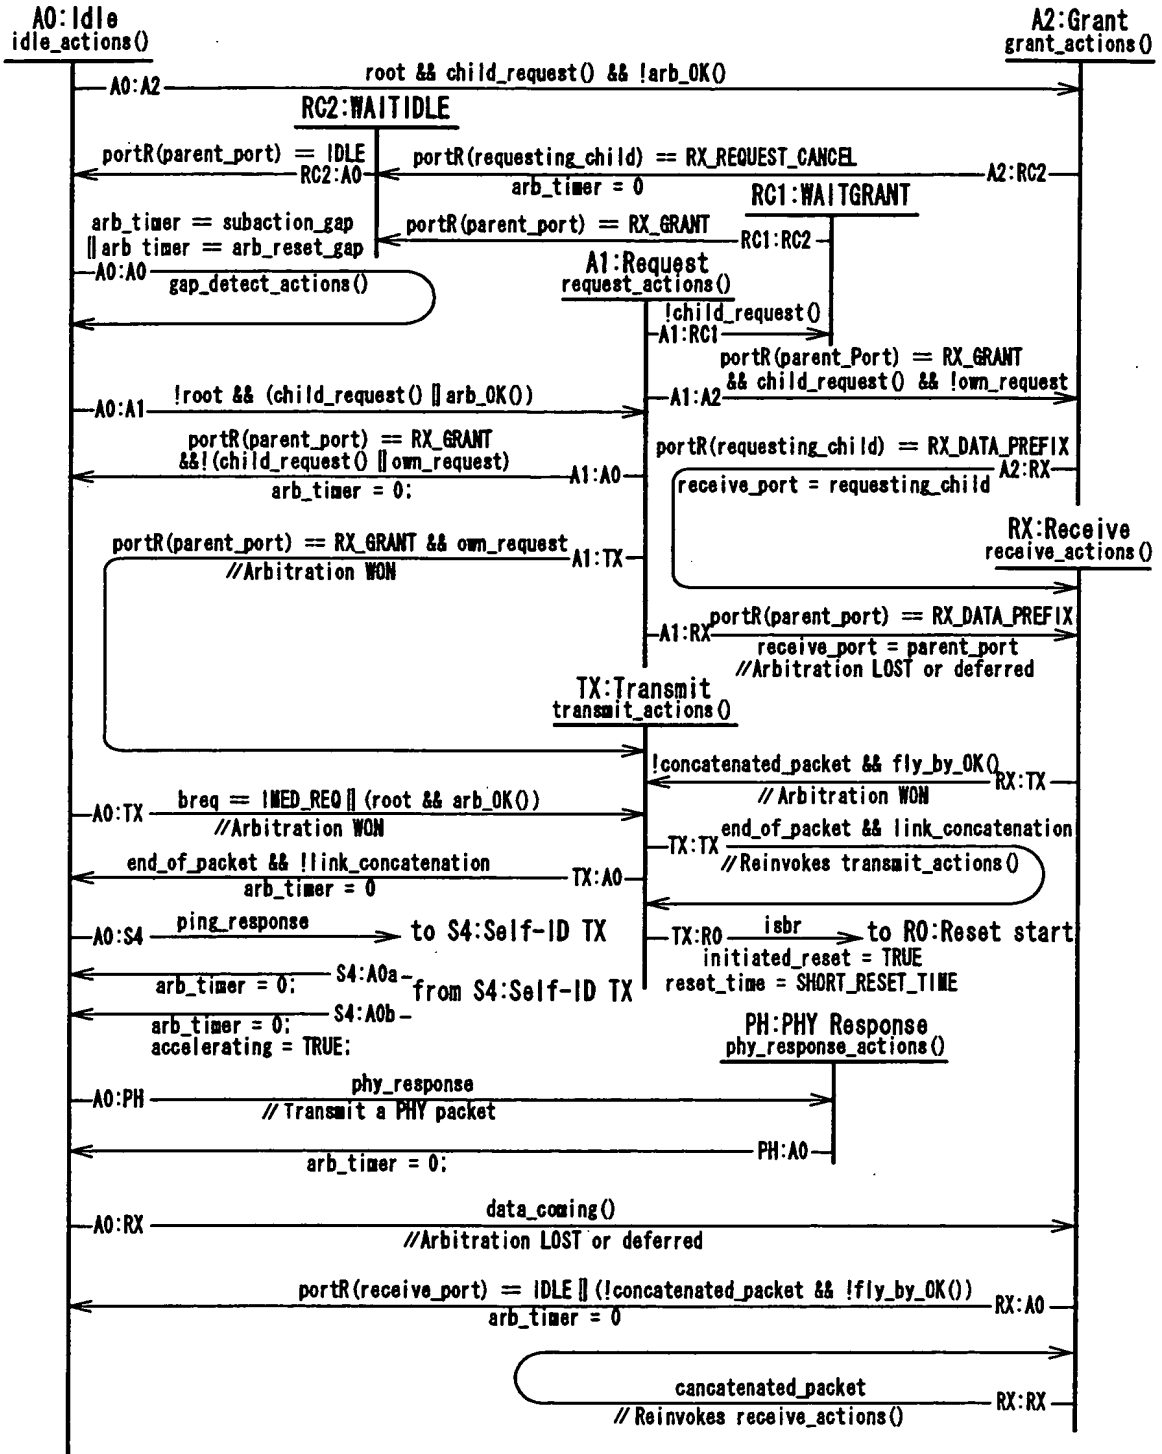 A0:Idle
idle_actions()
A2:Grant
grant_actions()
root && child_request() && !arb_OK()
A0:A2
RC2:WAITIDLE
portR(parent_port) == IDLE
RC2:A0
portR(requesting_child) == RX_REQUEST_CANCEL
A2:RC2
arb_timer = 0
RC1:WAITGRANT
arb_timer == subaction_gap
||arb timer == arb_reset_gap
portR(parent_port) == RX_GRANT
RC1:RC2
A0:A0
gap_detect_actions()
A1:Request
request_actions()
!child_request()
A1:RC1
portR(parent_Port) == RX_GRANT
&& child_request() && !own_request
A1:A2
!root && (child_request() || arb_OK())
A0:A1
portR(parent_port) == RX_GRANT
&&!(child_request() || own_request)
A1:A0
arb_timer = 0;
portR(requesting_child) == RX_DATA_PREFIX
A2:RX
receive_port = requesting_child
RX:Receive
receive_actions()
portR(parent_port) == RX_GRANT && own_request
A1:TX
//Arbitration WON
portR(parent_port) == RX_DATA_PREFIX
A1:RX
receive_port = parent_port
//Arbitration LOST or deferred
TX:Transmit
transmit_actions()
!concatenated_packet && fly_by_OK()
RX:TX
// Arbitration WON
breq == IMED_REQ || (root && arb_OK())
A0:TX
//Arbitration WON
end_of_packet && link_concatenation
TX:TX
//Reinvokes transmit_actions()
end_of_packet && !link_concatenation
TX:A0
arb_timer = 0
ping_response
A0:S4
to S4:Self-ID TX
isbr
TX:R0
to R0:Reset start
initiated_reset = TRUE
reset_time = SHORT_RESET_TIME
S4:A0a
arb_timer = 0;
from S4:Self-ID TX
S4:A0b
arb_timer = 0;
accelerating = TRUE;
PH:PHY Response
phy_response_actions()
phy_response
A0:PH
// Transmit a PHY packet
PH:A0
arb_timer = 0;
data_coming()
A0:RX
//Arbitration LOST or deferred
portR(receive_port) == IDLE || (!concatenated_packet && !fly_by_OK())
RX:A0
arb_timer = 0
cancatenated_packet
RX:RX
// Reinvokes receive_actions()